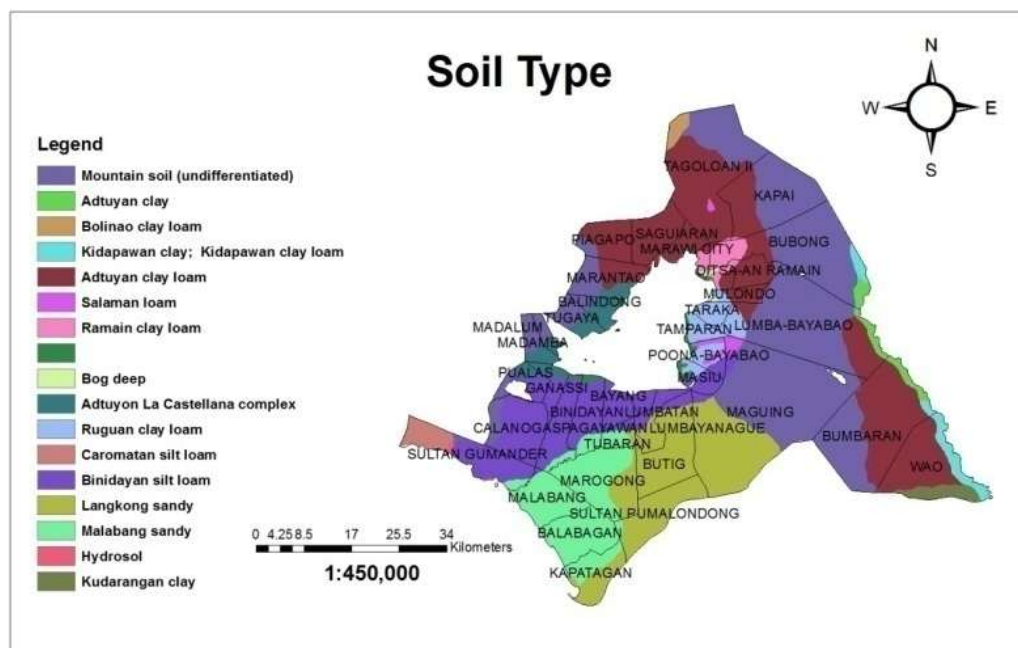 Soil Type
N
W E
S
Legend
Mountain soil (undifferentiated)
Adtuyan clay
Bolinao clay loam
Kidapawan clay; Kidapawan clay loam
Adtuyan clay loam
Salaman loam
Ramain clay loam
Bog deep
Adtuyon La Castellana complex
Ruguan clay loam
Caromatan silt loam
Binidayan silt loam
Langkong sandy
Malabang sandy
Hydrosol
Kudarangan clay
TAGOLOAN II
KAPAI
PIAGAPO
SAGUIARAN
MARAWI CITY
BUBONG
MARANTAO
DITSA-AN RAMAIN
BALINDONG
MULONDO
TUGAYA
TARAKA
MADALUM
TAMPARAN
LUMBA-BAYABAO
MADAMBA
POONA-BAYABAO
PUALAS
MASIU
GANASSI
BAYANG
BINIDAYAN
LUMBATAN
MAGUING
CALANOGAS
PAGAYAWAN
LUMBAYANAGUE
BUMBARAN
TUBARAN
SULTAN GUMANDER
BUTIG
WAO
MAROGONG
MALABANG
SULTAN PUMALONDONG
BALABAGAN
KAPATAGAN
0 4.25 8.5 17 25.5 34
Kilometers
1:450,000